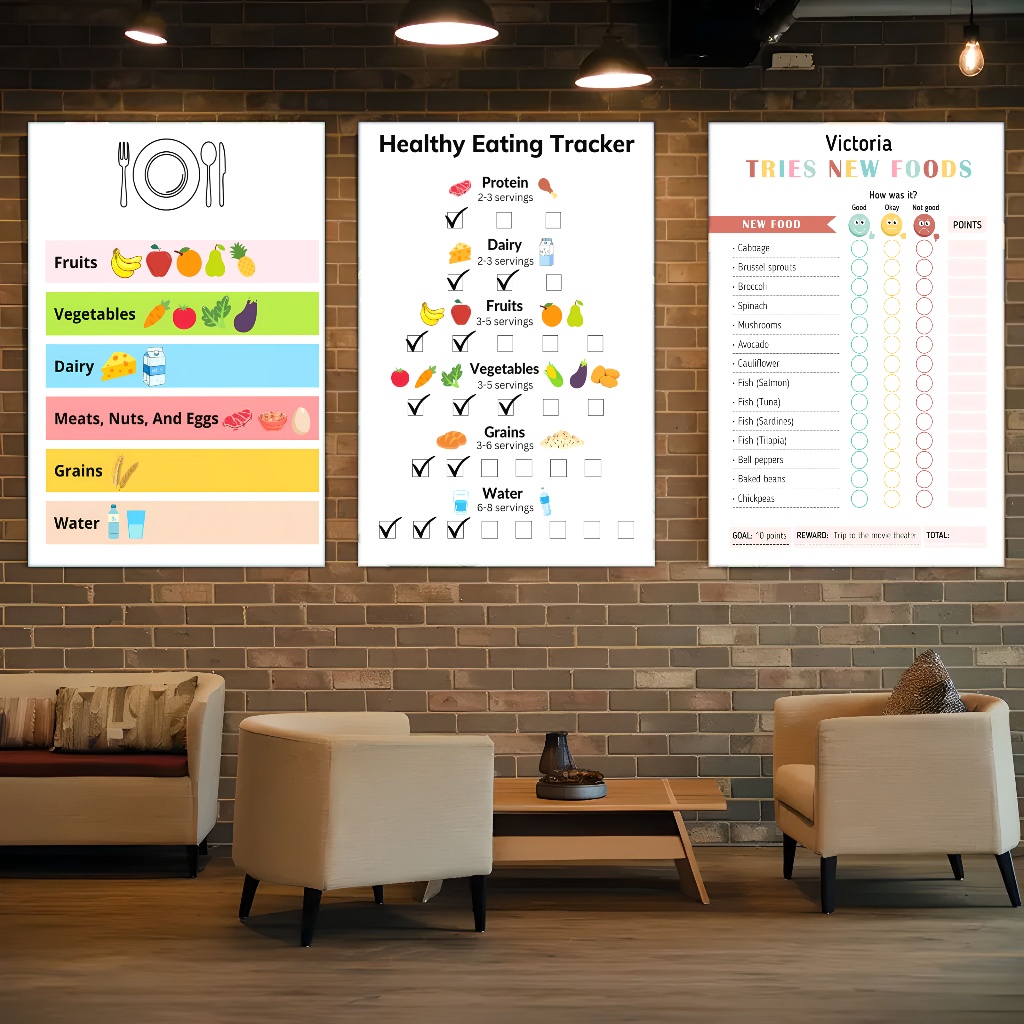 Fruits
Vegetables
Dairy
Meats, Nuts, And Eggs
Grains
Water
Healthy Eating Tracker
Protein
2-3 servings
Dairy
2-3 servings
Fruits
3-5 servings
Vegetables
3-5 servings
Grains
3-6 servings
Water
6-8 servings
Victoria
TRIES NEW FOODS
How was it?
Good Okay Not good
NEW FOOD POINTS
· Cabbage
· Brussel sprouts
· Broccoli
· Spinach
· Mushrooms
· Avocado
· Cauliflower
· Fish (Salmon)
· Fish (Tuna)
· Fish (Sardines)
· Fish (Tilapia)
· Bell peppers
· Baked beans
· Chickpeas
GOAL: 10 points REWARD: Trip to the movie theater TOTAL: